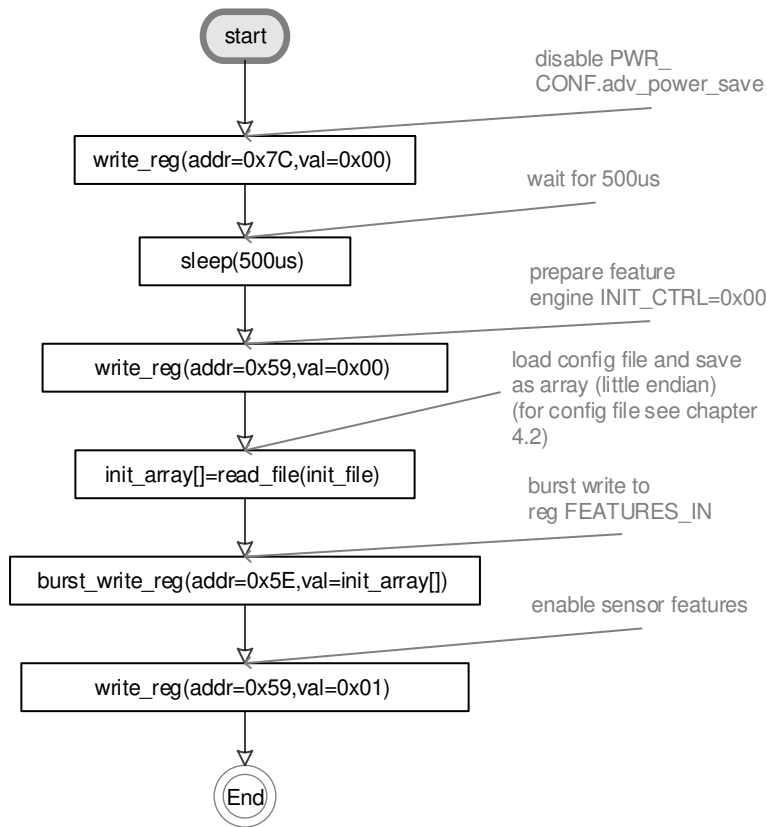 start
disable PWR_
CONF.adv_power_save
write_reg(addr=0x7C,val=0x00)
wait for 500us
sleep(500us)
prepare feature
engine INIT_CTRL=0x00
write_reg(addr=0x59,val=0x00)
load config file and save
as array (little endian)
(for config file see chapter
4.2)
init_array[]=read_file(init_file)
burst write to
reg FEATURES_IN
burst_write_reg(addr=0x5E,val=init_array[])
enable sensor features
write_reg(addr=0x59,val=0x01)
End